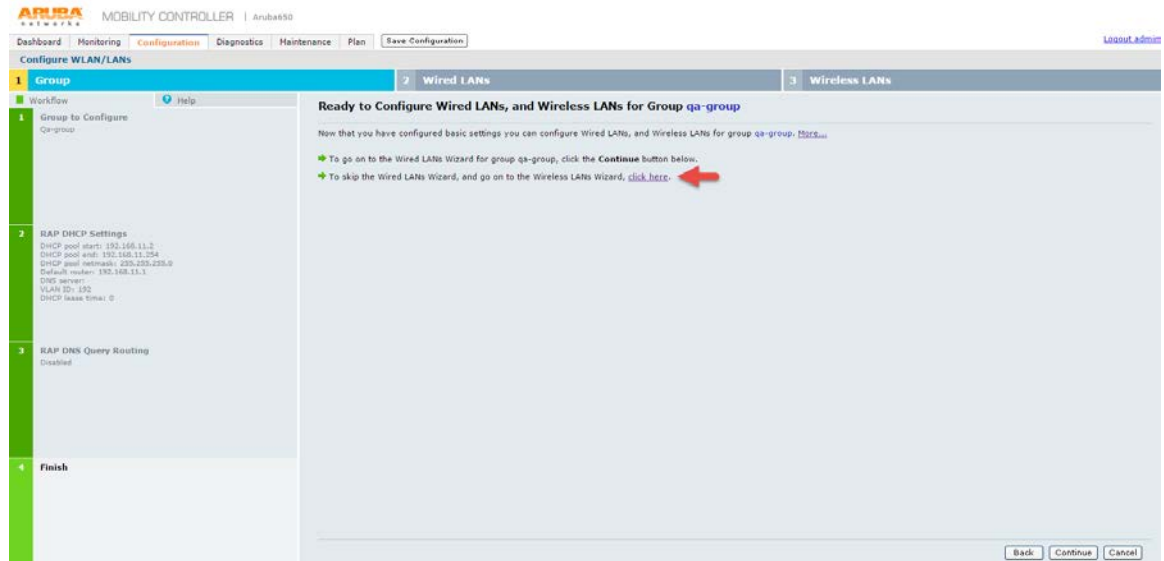 ARUBA
networks
MOBILITY CONTROLLER | Aruba650
Dashboard Monitoring Configuration Diagnostics Maintenance Plan Save Configuration
Logout admin
Configure WLAN/LANs
1 Group
2 Wired LANs
3 Wireless LANs
Workflow
Help
1 Group to Configure
Qa-group
2 RAP DHCP Settings
DHCP pool start: 192.168.11.2
DHCP pool end: 192.168.11.254
DHCP pool netmask: 255.255.255.0
Default router: 192.168.11.1
DNS server:
VLAN ID: 192
DHCP lease time: 0
3 RAP DNS Query Routing
Disabled
4 Finish
Ready to Configure Wired LANs, and Wireless LANs for Group qa-group
Now that you have configured basic settings you can configure Wired LANs, and Wireless LANs for group qa-group. More...
To go on to the Wired LANs Wizard for group qa-group, click the Continue button below.
To skip the Wired LANs Wizard, and go on to the Wireless LANs Wizard, click here.
Back Continue Cancel